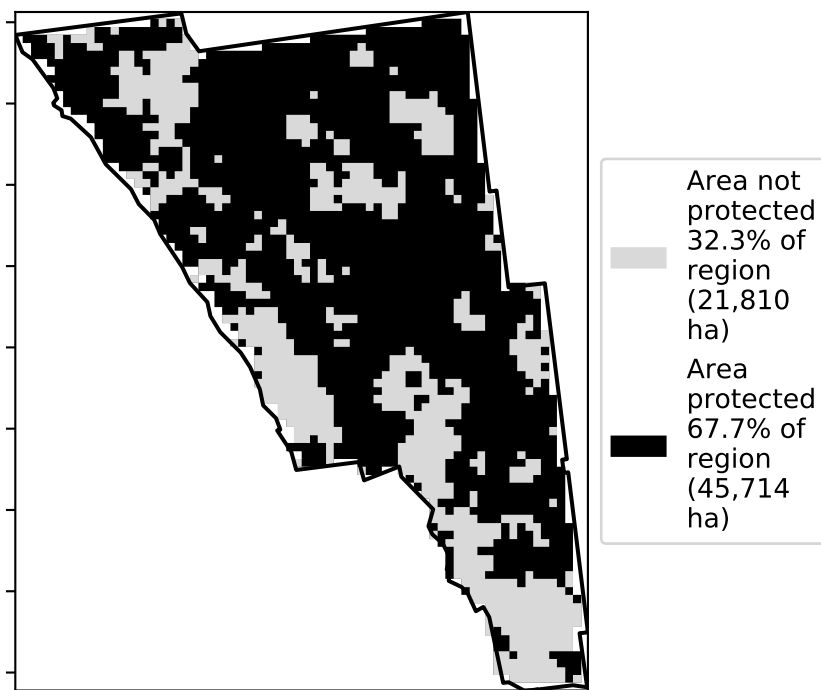 Area not
protected
32.3% of
region
(21,810
ha)
Area
protected
67.7% of
region
(45,714
ha)